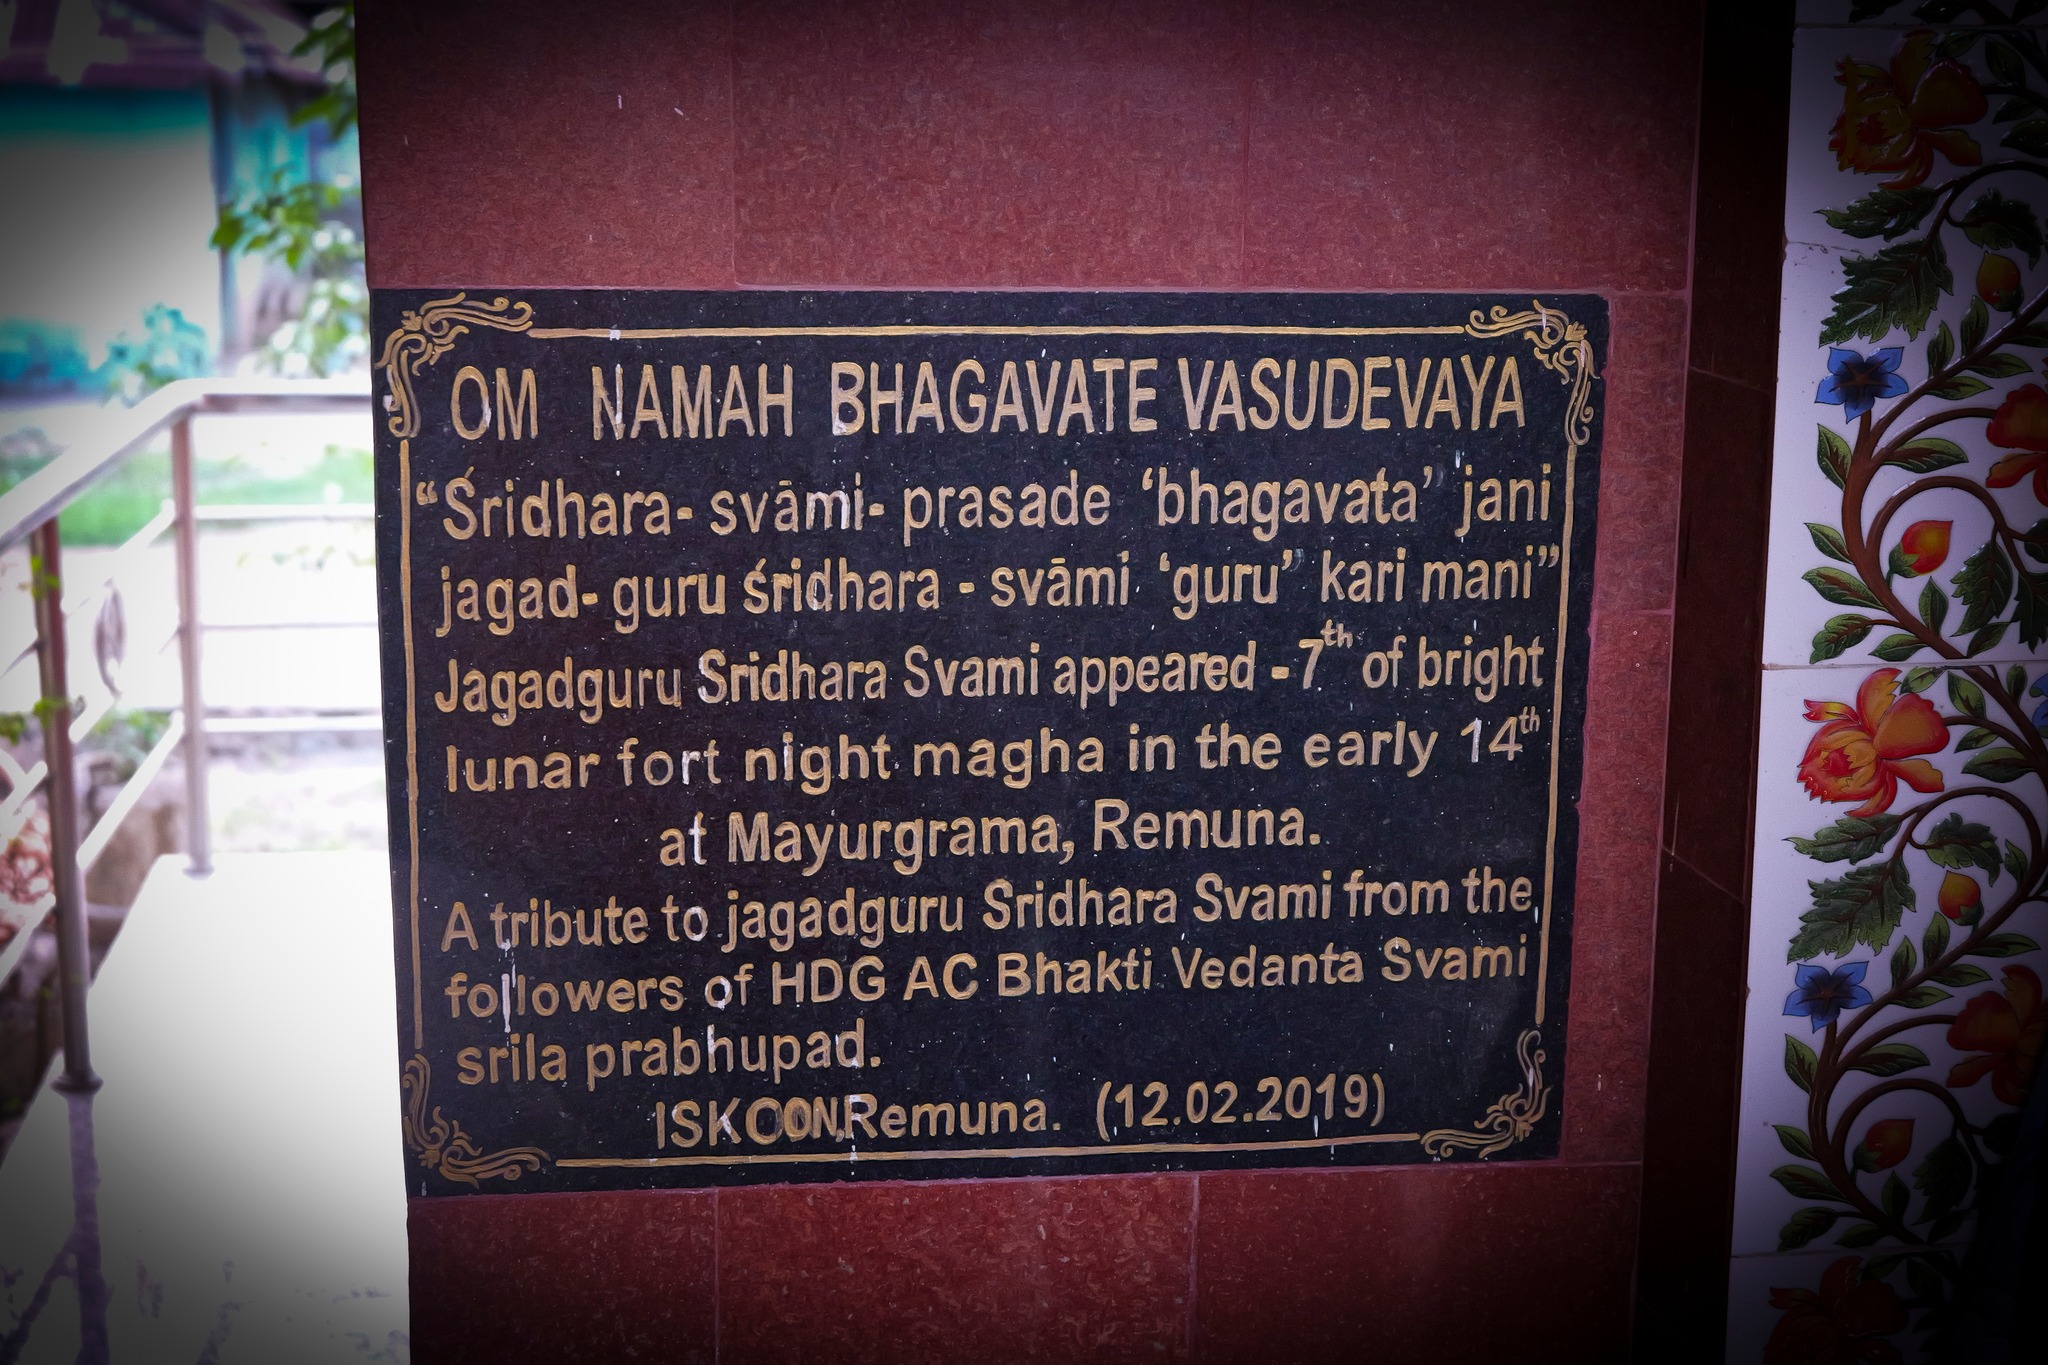 OM NAMAH BHAGAVATE VASUDEVAYA
“Śridhara- svāmi- prasade ‘bhagavata’ jani
jagad- guru śridhara - svāmi ‘guru’ kari mani”
Jagadguru Sridhara Svami appeared -7th of bright
lunar fort night magha in the early 14th
at Mayurgrama, Remuna.
A tribute to jagadguru Sridhara Svami from the
followers of HDG AC Bhakti Vedanta Svami
srila prabhupad.
ISKOON,Remuna. (12.02.2019)